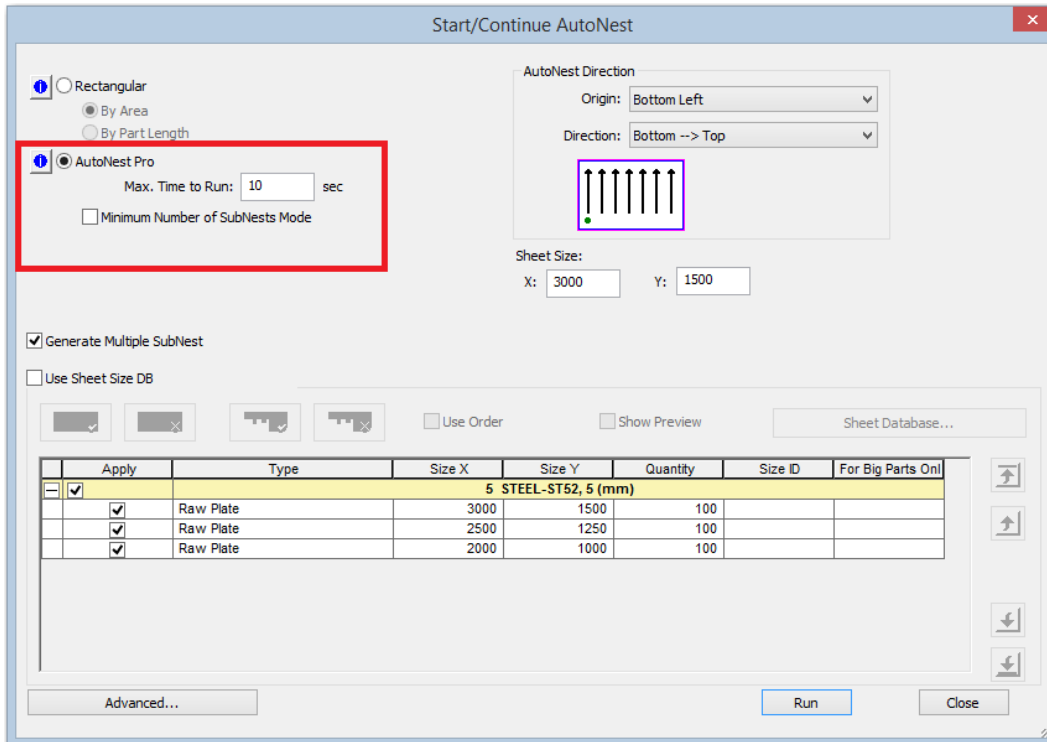 Start/Continue AutoNest
Rectangular
By Area
By Part Length
AutoNest Pro
Max. Time to Run: 10 sec
Minimum Number of SubNests Mode
AutoNest Direction
Origin: Bottom Left
Direction: Bottom --> Top
Sheet Size:
X: 3000 Y: 1500
Generate Multiple SubNest
Use Sheet Size DB
Use Order Show Preview Sheet Database...
Apply Type Size X Size Y Quantity Size ID For Big Parts Onl
5 STEEL-ST52, 5 (mm)
Raw Plate 3000 1500 100
Raw Plate 2500 1250 100
Raw Plate 2000 1000 100
Advanced... Run Close